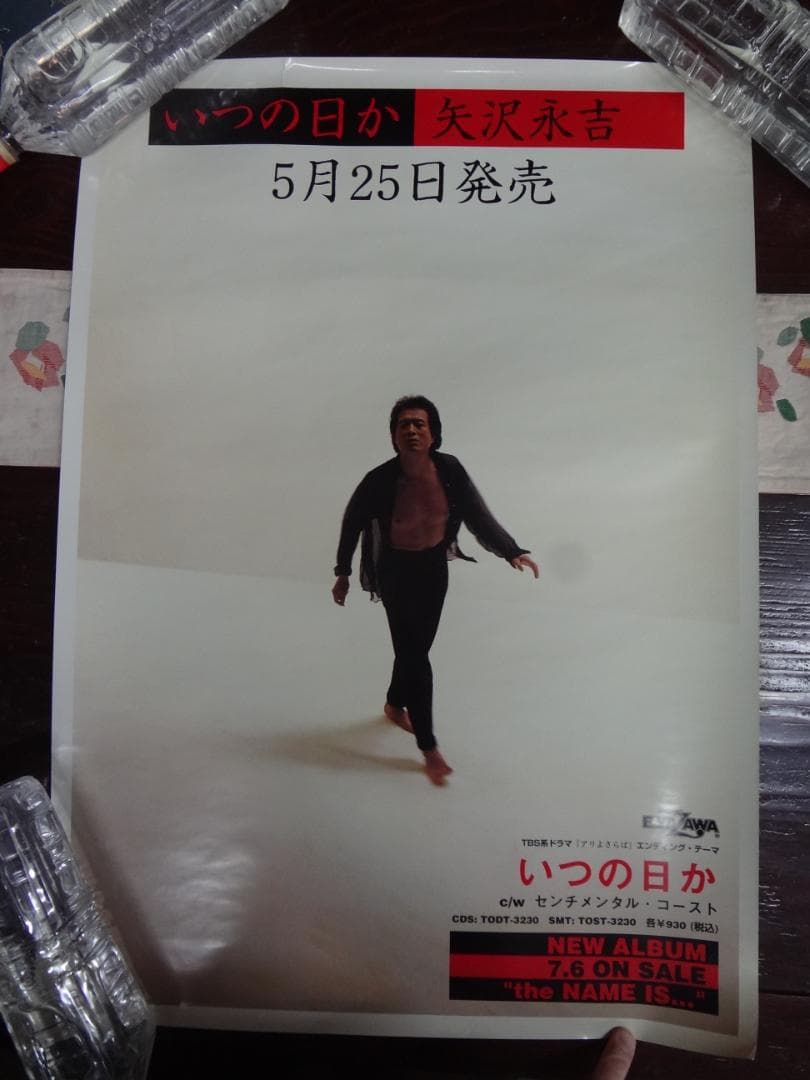 いつの日か 矢沢永吉
5月25日発売
TBS系ドラマ「アリよさらば」エンディング・テーマ
いつの日か
c/w センチメンタル・コースト
CDS: TODT-3230 SMT: TOST-3230 各¥930 (税込)
NEW ALBUM
7.6 ON SALE
"the NAME IS..."